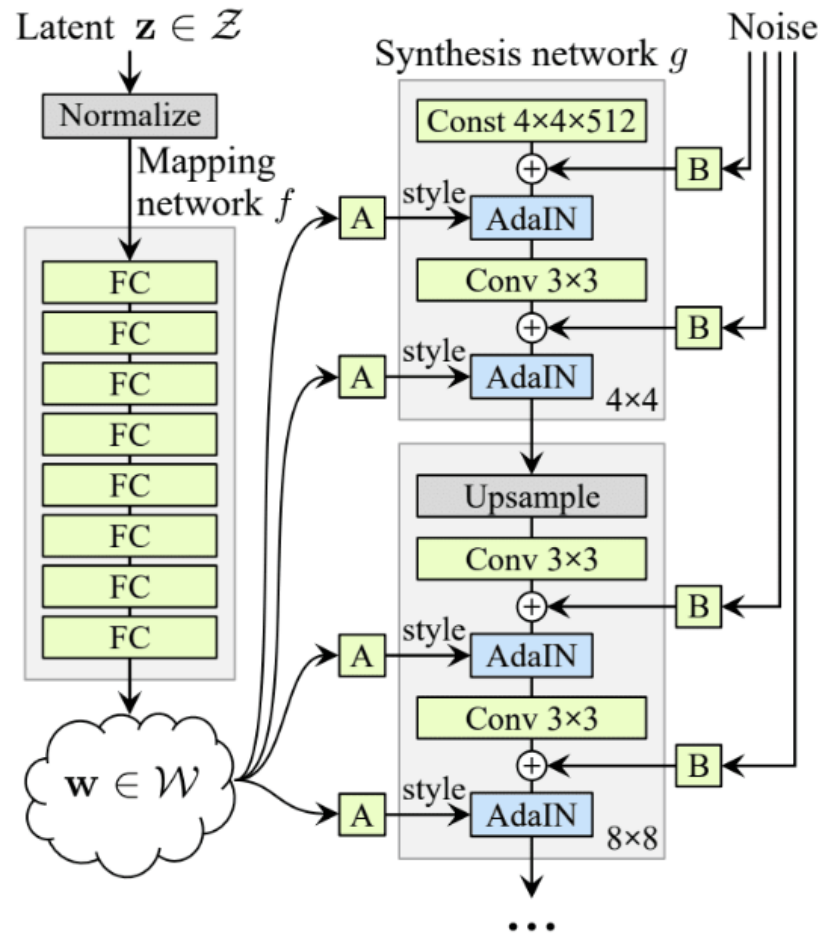 Latent z ∈ 𝒵
Normalize
Mapping
network f
FC
FC
FC
FC
FC
FC
FC
FC
w ∈ 𝒲
Synthesis network g
Noise
Const 4×4×512
B
A
style
AdaIN
Conv 3×3
B
A
style
AdaIN
4×4
Upsample
Conv 3×3
B
A
style
AdaIN
Conv 3×3
B
A
style
AdaIN
8×8
...